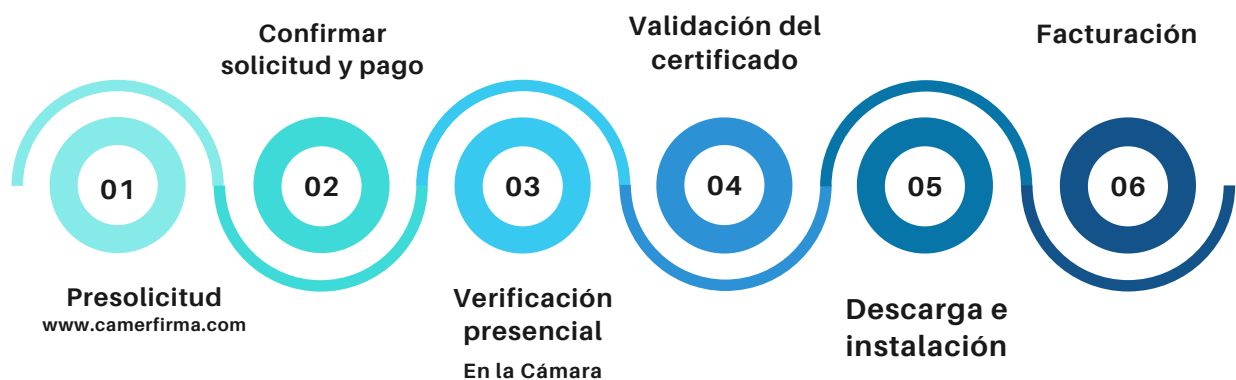 01
Presolicitud
www.camerfirma.com
Confirmar
solicitud y pago
02
03
Verificación
presencial
En la Cámara
Validación del
certificado
04
05
Descarga e
instalación
Facturación
06